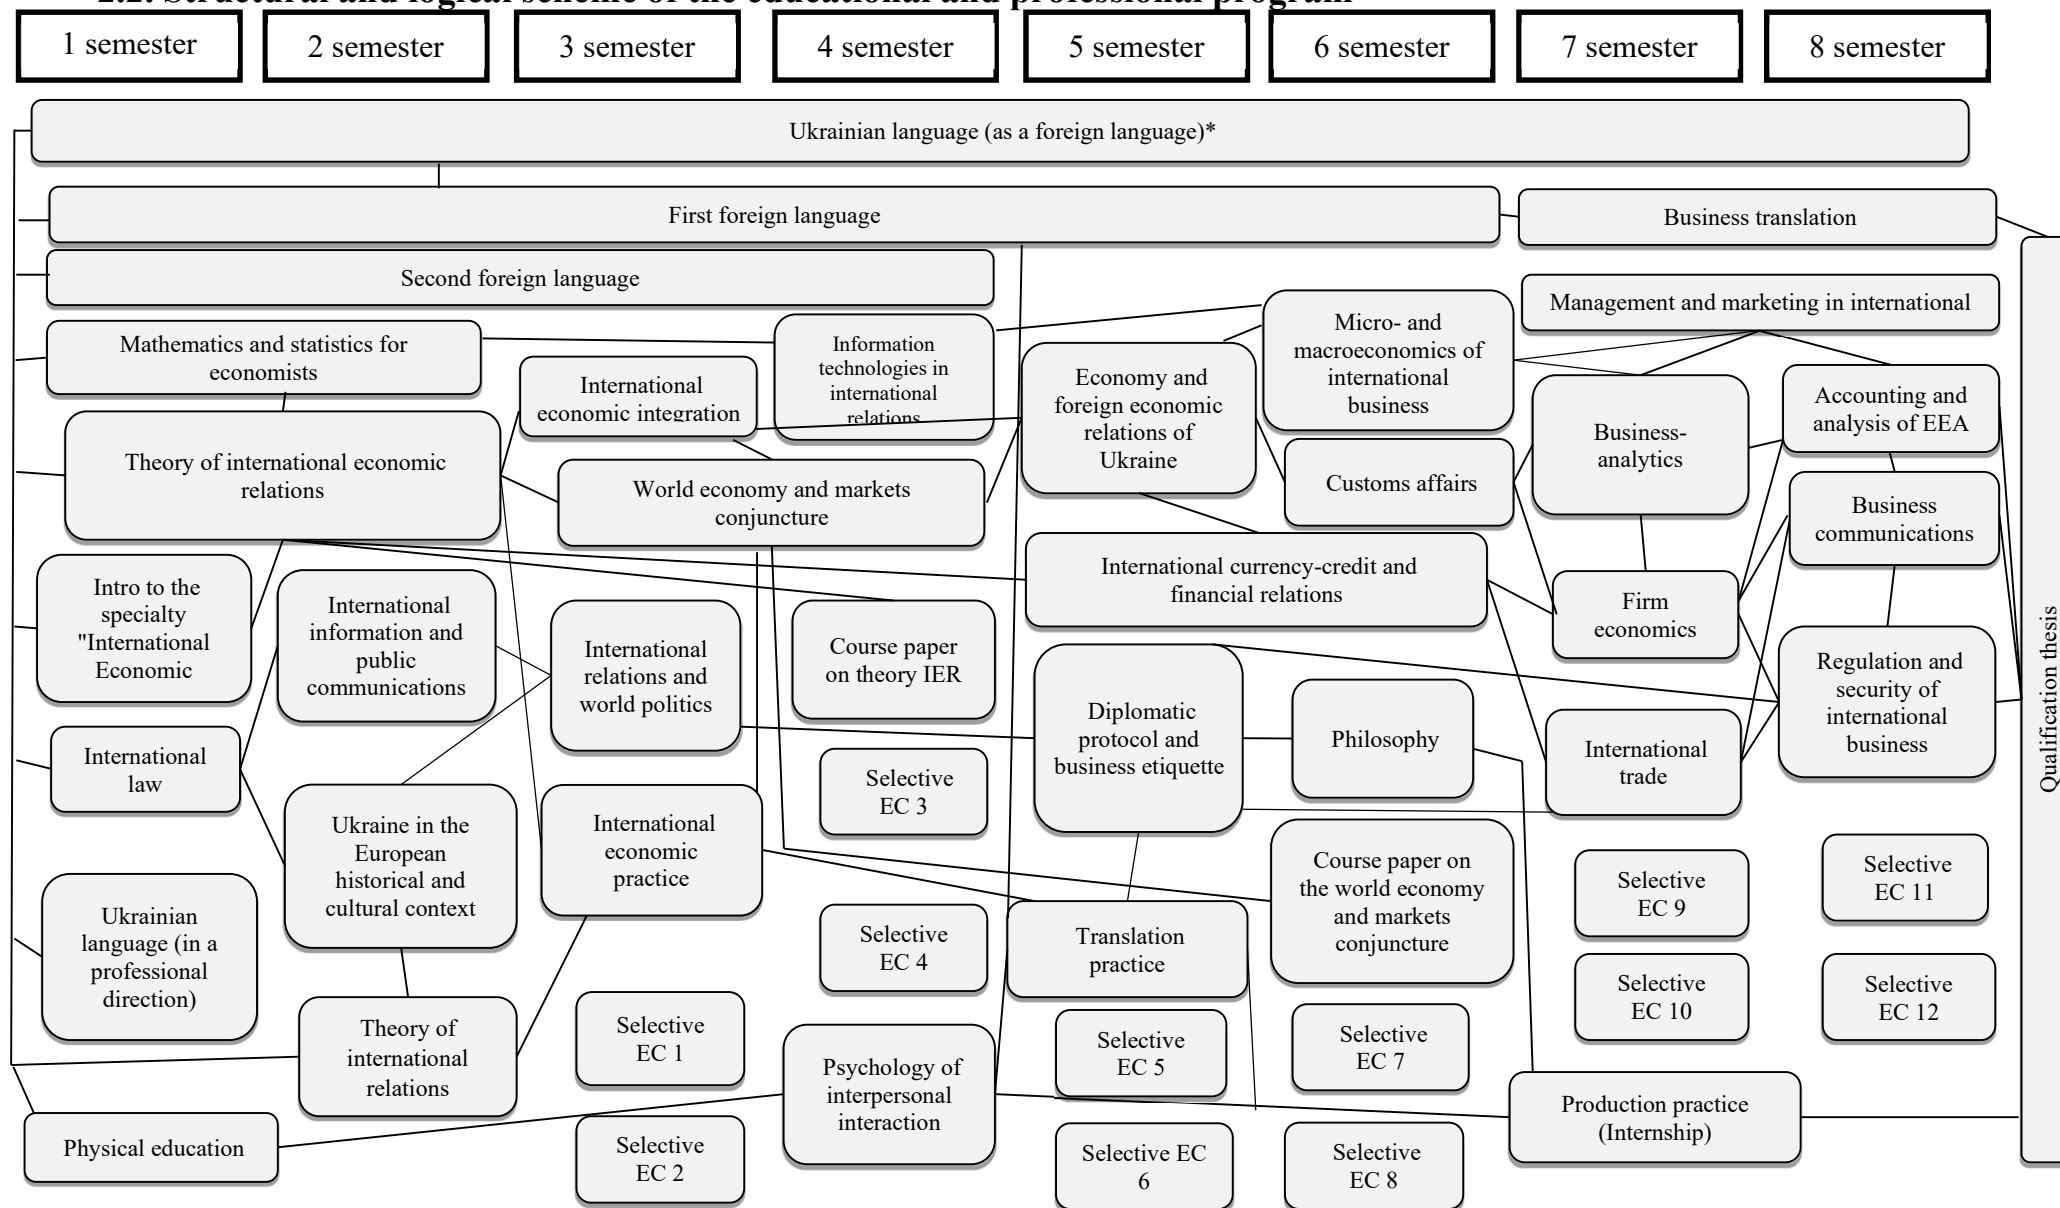 2.2. Structural and logical scheme of the educational and professional program
1 semester
2 semester
3 semester
4 semester
5 semester
6 semester
7 semester
8 semester
Ukrainian language (as a foreign language)*
First foreign language
Business translation
Second foreign language
Management and marketing in international
Mathematics and statistics for
economists
International
economic integration
Information
technologies in
international
relations
Economy and
foreign economic
relations of
Ukraine
Micro- and
macroeconomics of
international
business
Business-
analytics
Accounting and
analysis of EEA
Theory of international economic
relations
World economy and markets
conjuncture
Customs affairs
Business
communications
Intro to the
specialty
"International
Economic
International
information and
public
communications
International
relations and
world politics
Course paper
on theory IER
International currency-credit and
financial relations
Firm
economics
Regulation and
security of
international
business
International
law
Ukraine in the
European
historical and
cultural context
International
economic
practice
Selective
EC 3
Diplomatic
protocol and
business etiquette
Philosophy
International
trade
Ukrainian
language (in a
professional
direction)
Selective
EC 4
Translation
practice
Course paper on
the world economy
and markets
conjuncture
Selective
EC 9
Selective
EC 11
Theory of
international
relations
Selective
EC 1
Psychology of
interpersonal
interaction
Selective
EC 5
Selective
EC 7
Selective
EC 10
Selective
EC 12
Physical education
Selective
EC 2
Selective EC
6
Selective
EC 8
Production practice
(Internship)
Qualification thesis